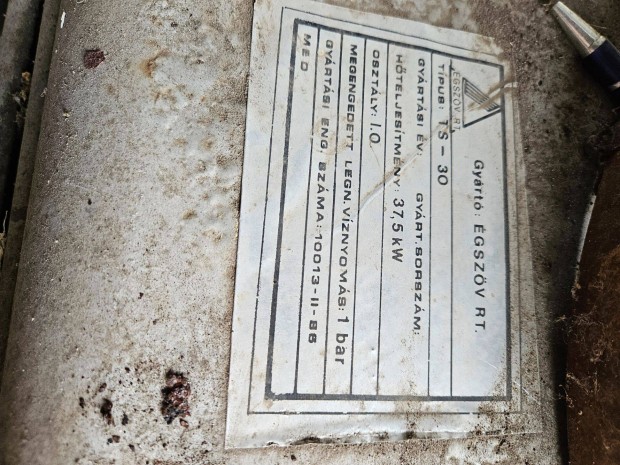 Gyártó: ÉGSZÖV RT.
ÉGSZÖV RT.
TÍPUS: TS-30
GYÁRTÁSI ÉV: GYÁRT. SORSZÁM:
HŐTELJESÍTMÉNY: 37,5 kW
OSZTÁLY: I.O.
MEGENGEDETT LEGN. VÍZNYOMÁS: 1 bar
GYÁRTÁSI ENG. SZÁMA: 10013-II-86
MÉD